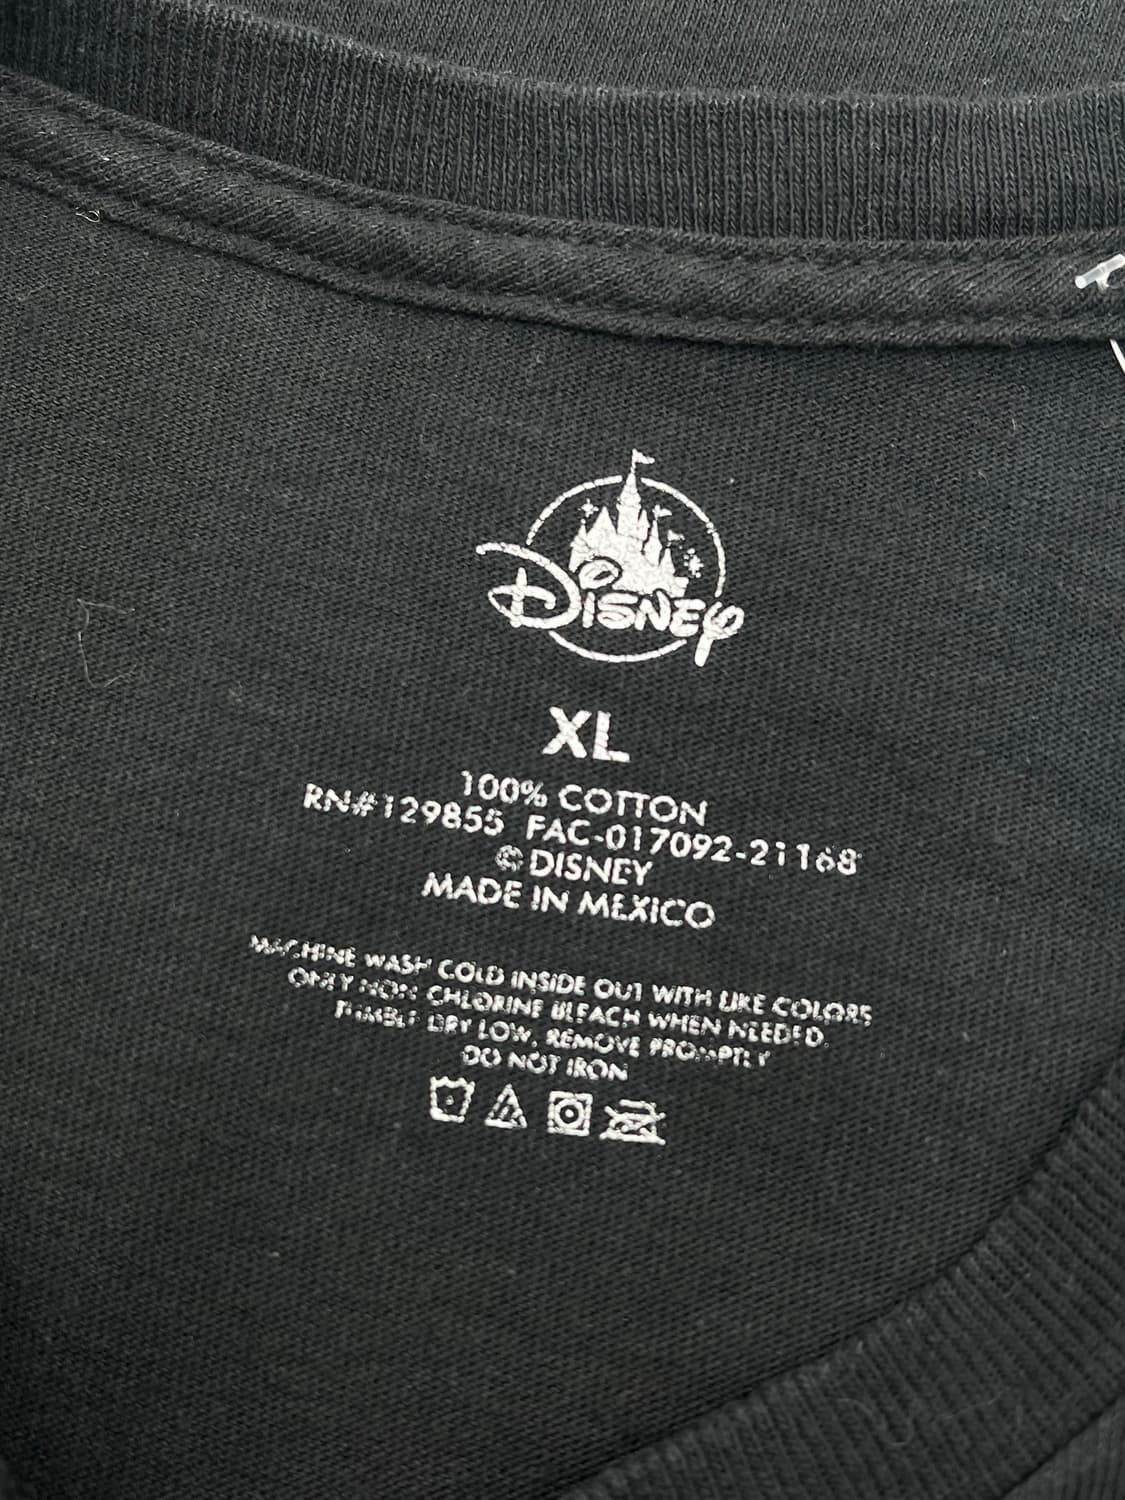 Disney
XL
100% COTTON
RN#129855 FAC-017092-21168
© DISNEY
MADE IN MEXICO
MACHINE WASH COLD INSIDE OUT WITH LIKE COLORS
ONLY NON CHLORINE BLEACH WHEN NEEDED.
TUMBLE DRY LOW, REMOVE PROMPTLY
DO NOT IRON